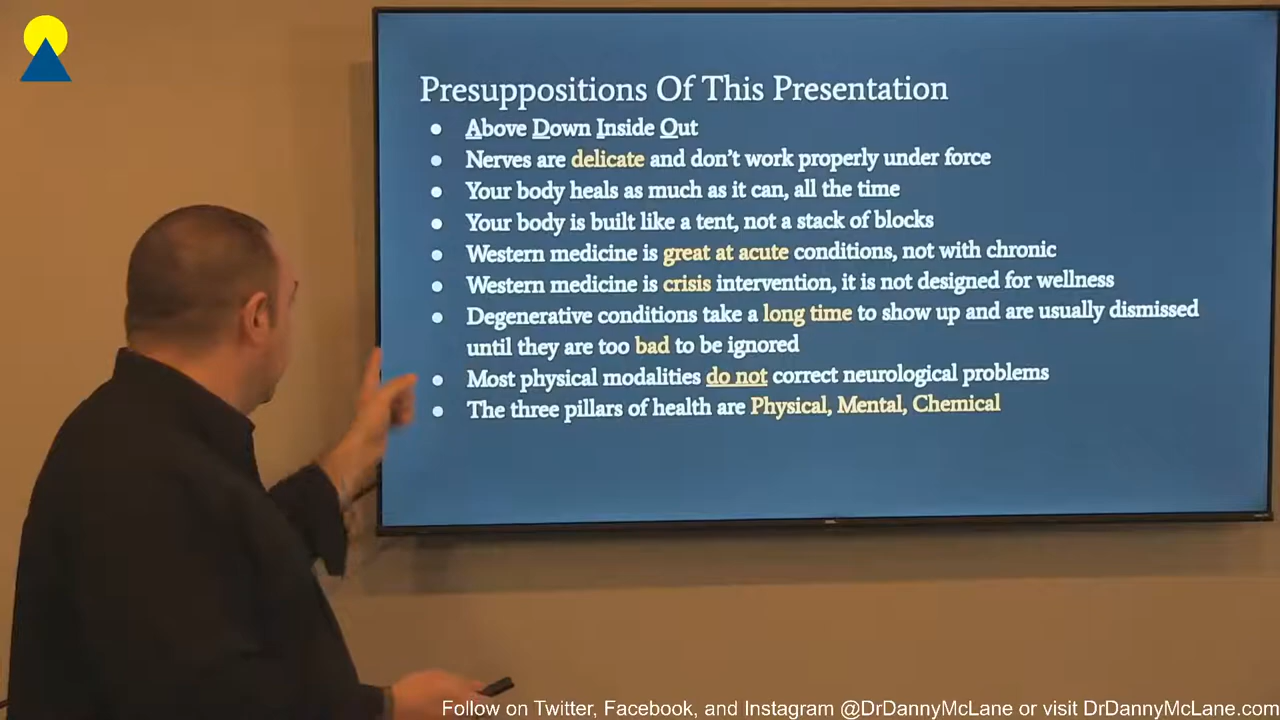 Presuppositions Of This Presentation
● Above Down Inside Out
● Nerves are delicate and don't work properly under force
● Your body heals as much as it can, all the time
● Your body is built like a tent, not a stack of blocks
● Western medicine is great at acute conditions, not with chronic
● Western medicine is crisis intervention, it is not designed for wellness
● Degenerative conditions take a long time to show up and are usually dismissed
until they are too bad to be ignored
● Most physical modalities do not correct neurological problems
● The three pillars of health are Physical, Mental, Chemical
Follow on Twitter, Facebook, and Instagram @DrDannyMcLane or visit DrDannyMcLane.com